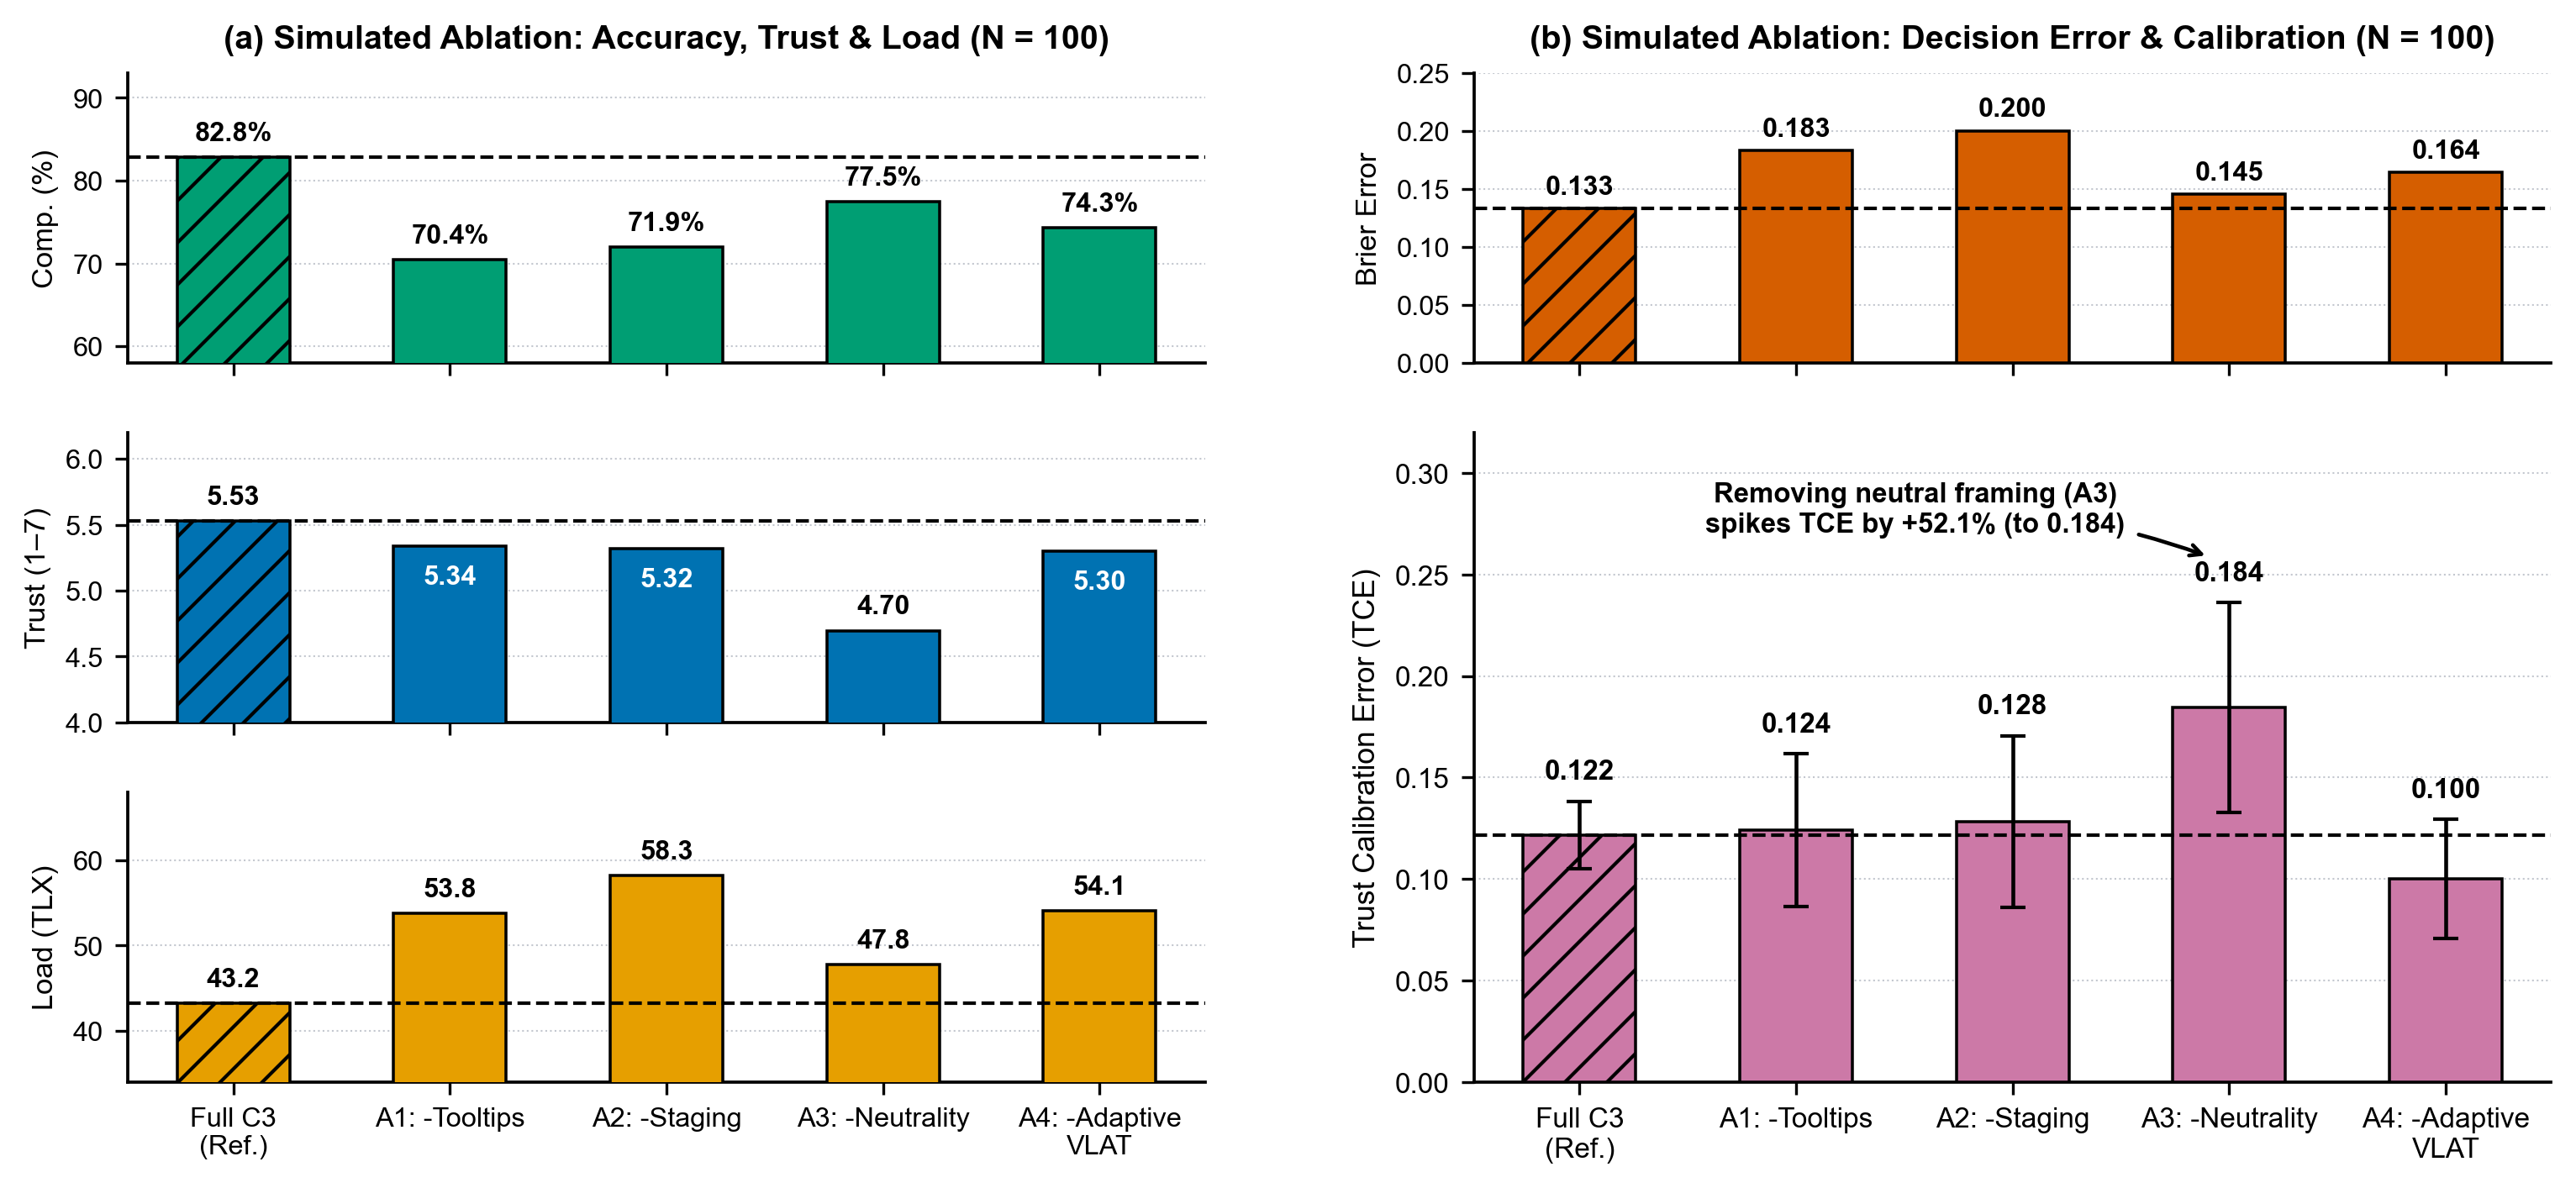 (a) Simulated Ablation: Accuracy, Trust & Load (N = 100)
Comp. (%)
90
80
70
60
82.8%
70.4%
71.9%
77.5%
74.3%
Trust (1–7)
6.0
5.5
5.0
4.5
4.0
5.53
5.34
5.32
4.70
5.30
Load (TLX)
60
50
40
43.2
53.8
58.3
47.8
54.1
Full C3
(Ref.)
A1: -Tooltips
A2: -Staging
A3: -Neutrality
A4: -Adaptive
VLAT
(b) Simulated Ablation: Decision Error & Calibration (N = 100)
Brier Error
0.25
0.20
0.15
0.10
0.05
0.00
0.133
0.183
0.200
0.145
0.164
Trust Calibration Error (TCE)
0.30
0.25
0.20
0.15
0.10
0.05
0.00
Removing neutral framing (A3)
spikes TCE by +52.1% (to 0.184)
0.122
0.124
0.128
0.184
0.100
Full C3
(Ref.)
A1: -Tooltips
A2: -Staging
A3: -Neutrality
A4: -Adaptive
VLAT